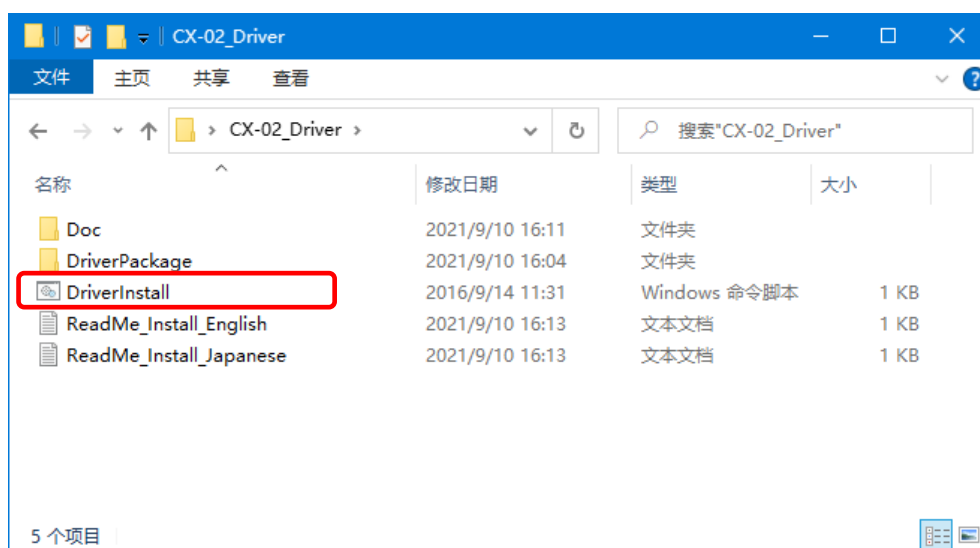 CX-02_Driver
文件 主页 共享 查看 ?
CX-02_Driver 搜索"CX-02_Driver"
名称 修改日期 类型 大小
Doc 2021/9/10 16:11 文件夹
DriverPackage 2021/9/10 16:04 文件夹
DriverInstall 2016/9/14 11:31 Windows 命令脚本 1 KB
ReadMe_Install_English 2021/9/10 16:13 文本文档 1 KB
ReadMe_Install_Japanese 2021/9/10 16:13 文本文档 1 KB
5 个项目